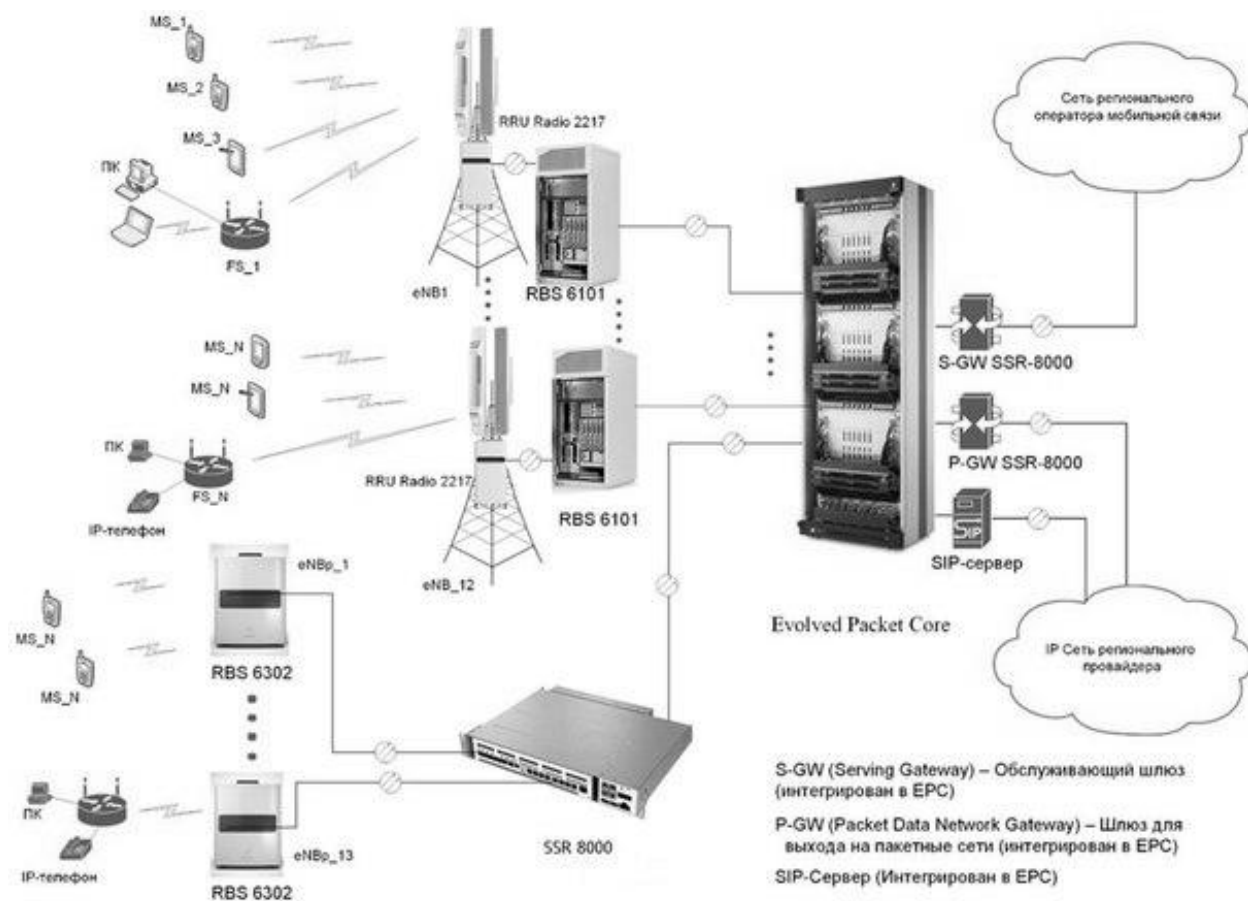 MS_1
MS_2
MS_3
ПК
FS_1
RRU Radio 2217
eNB1
RBS 6101
Сеть регионального
оператора мобильной связи
S-GW SSR-8000
MS_N
MS_N
ПК
FS_N
IP-телефон
RRU Radio 2217
eNB_12
RBS 6101
P-GW SSR-8000
SIP
SIP-сервер
Evolved Packet Core
IP Сеть регионального
провайдера
MS_N
MS_N
eNBp_1
RBS 6302
ПК
IP-телефон
eNBp_13
RBS 6302
SSR 8000
S-GW (Serving Gateway) – Обслуживающий шлюз
(интегрирован в EPC)
P-GW (Packet Data Network Gateway) – Шлюз для
выхода на пакетные сети (интегрирован в EPC)
SIP-Сервер (Интегрирован в EPC)